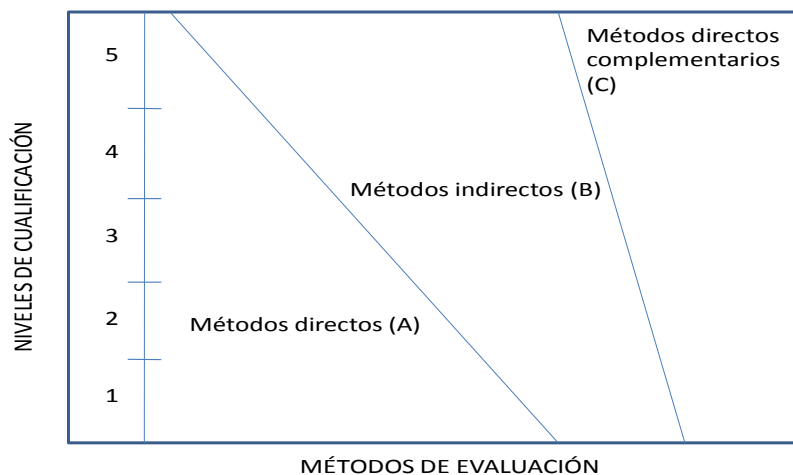 NIVELES DE CUALIFICACIÓN
5
4
3
2
1
Métodos directos
complementarios
(C)
Métodos indirectos (B)
Métodos directos (A)
MÉTODOS DE EVALUACIÓN